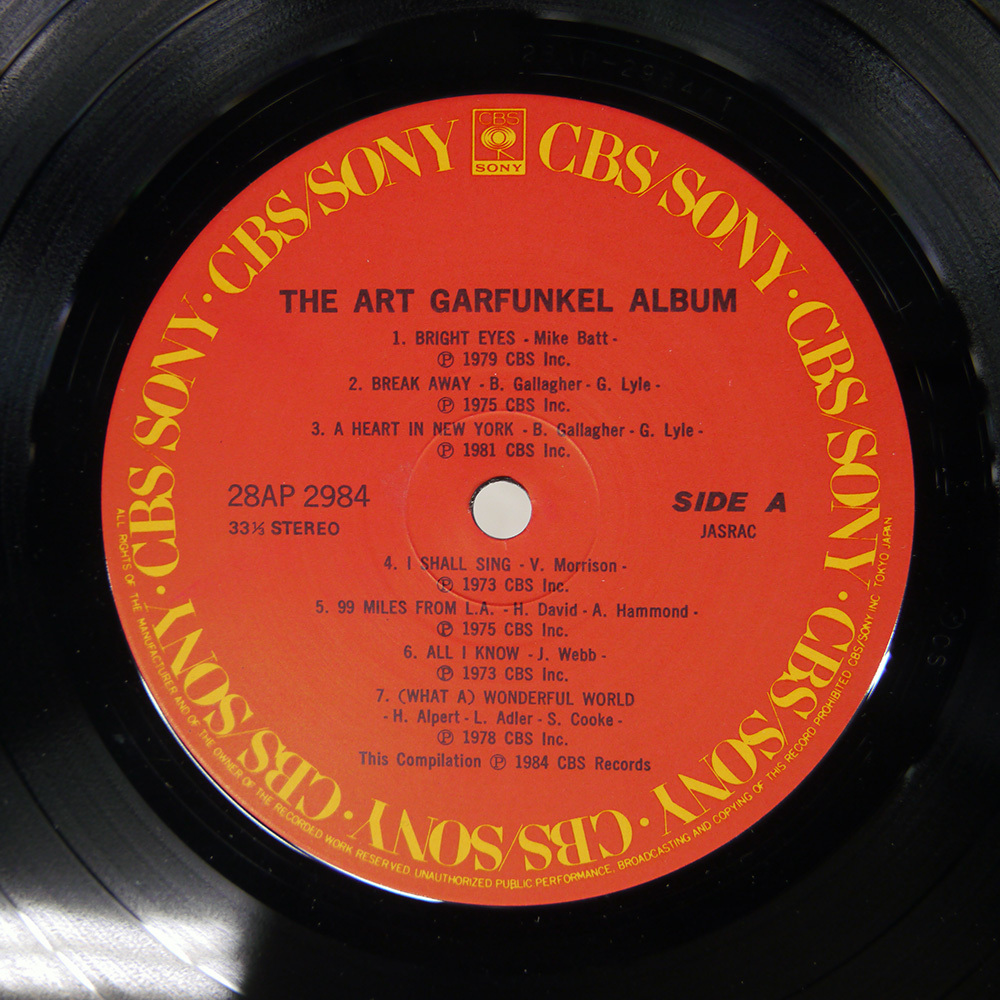 CBS
SONY
CBS/SONY · CBS/SONY · CBS/SONY · CBS/SONY · CBS/SONY · CBS/SONY · CBS/SONY · CBS/SONY · CBS/SONY · CBS/SONY
THE ART GARFUNKEL ALBUM
1. BRIGHT EYES - Mike Batt -
℗ 1979 CBS Inc.
2. BREAK AWAY - B. Gallagher - G. Lyle -
℗ 1975 CBS Inc.
3. A HEART IN NEW YORK - B. Gallagher - G. Lyle -
℗ 1981 CBS Inc.
28AP 2984
33⅓ STEREO
SIDE A
JASRAC
4. I SHALL SING - V. Morrison -
℗ 1973 CBS Inc.
5. 99 MILES FROM L.A. - H. David - A. Hammond -
℗ 1975 CBS Inc.
6. ALL I KNOW - J. Webb -
℗ 1973 CBS Inc.
7. (WHAT A) WONDERFUL WORLD
- H. Alpert - L. Adler - S. Cooke -
℗ 1978 CBS Inc.
This Compilation ℗ 1984 CBS Records
ALL RIGHTS OF THE MANUFACTURER AND OF THE OWNER OF THE RECORDED WORK RESERVED UNAUTHORIZED PUBLIC PERFORMANCE. BROADCASTING AND COPYING OF THIS RECORD PROHIBITED CBS/SONY INC TOKYO JAPAN